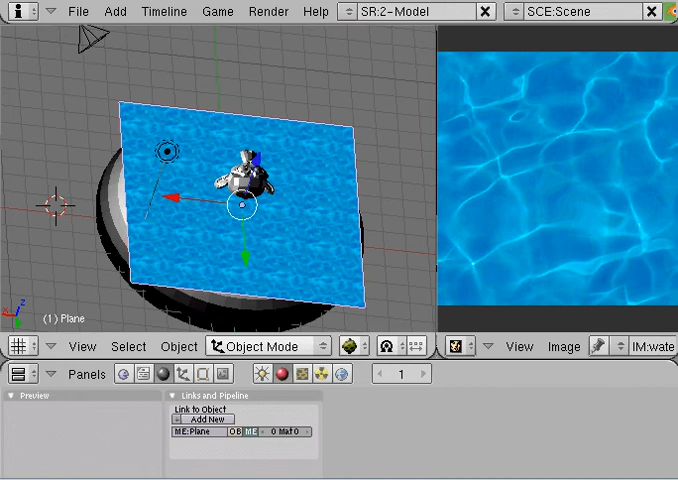 File Add Timeline Game Render Help SR:2-Model SCE:Scene
x z
(1) Plane
View Select Object Object Mode View Image IM:wate
Panels 1
Preview Links and Pipeline
Link to Object
Add New
ME:Plane OB ME 0 Mat 0